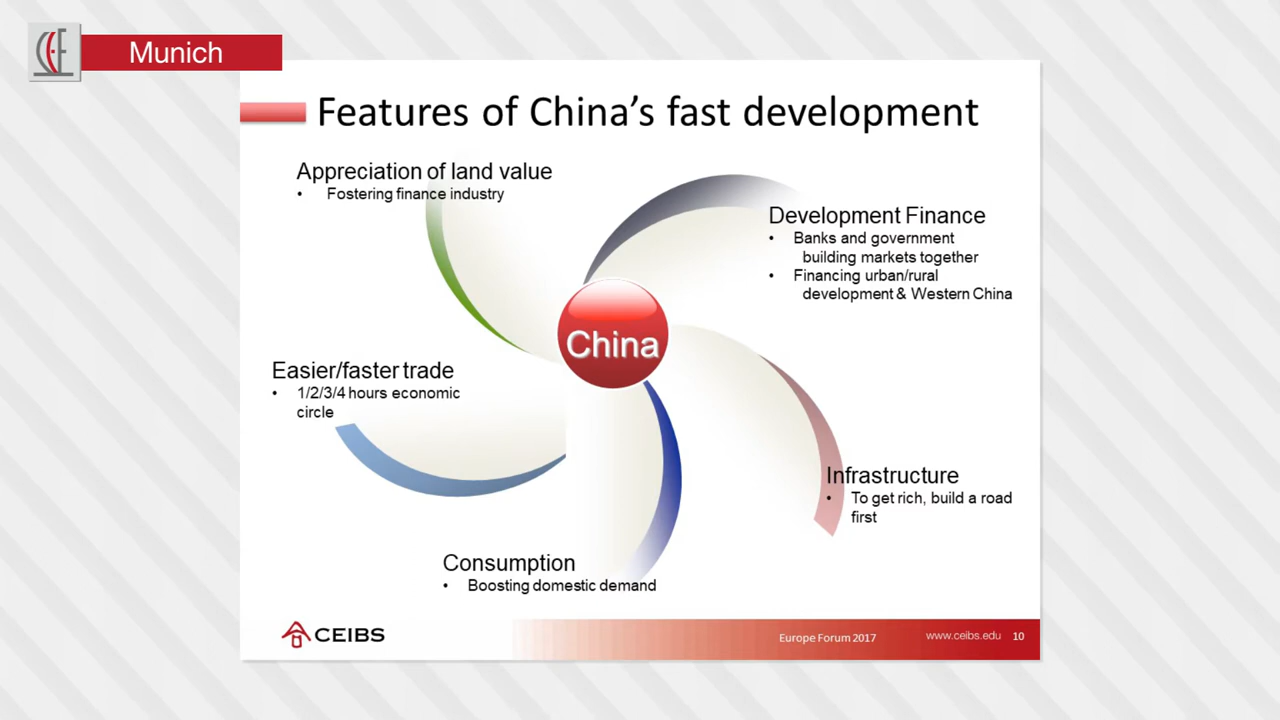 Munich
Features of China's fast development
Appreciation of land value
• Fostering finance industry
Development Finance
• Banks and government
building markets together
• Financing urban/rural
development & Western China
China
Easier/faster trade
• 1/2/3/4 hours economic
circle
Infrastructure
• To get rich, build a road
first
Consumption
• Boosting domestic demand
CEIBS
Europe Forum 2017
www.ceibs.edu
10